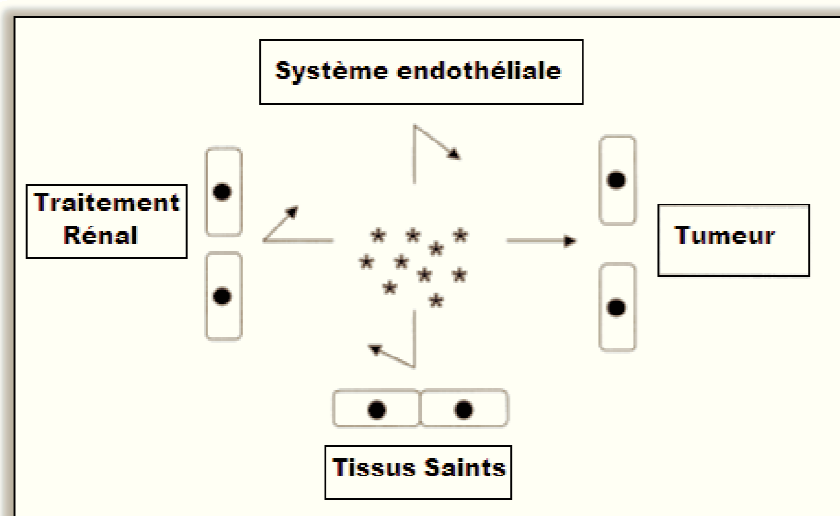 Système endothéliale
Traitement
Rénal
Tumeur
Tissus Saints